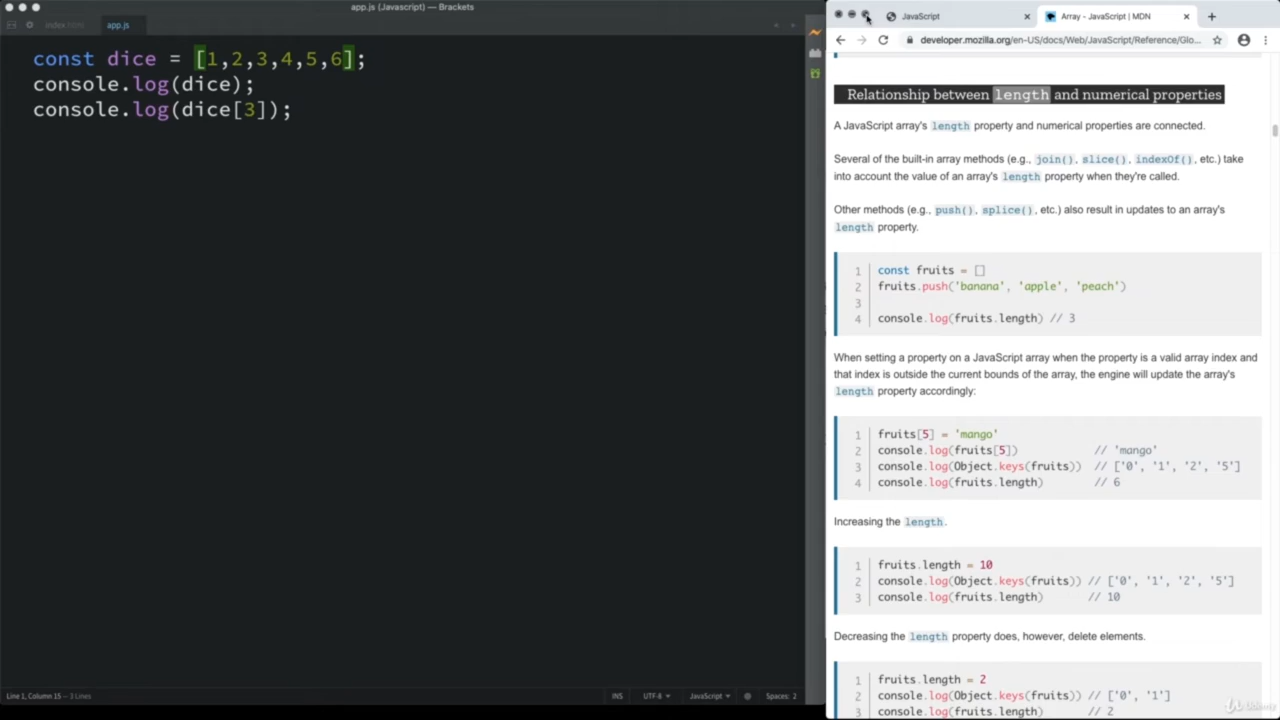 app.js (Javascript) — Brackets
index.html
app.js
const dice = [1,2,3,4,5,6];
console.log(dice);
console.log(dice[3]);
Line 1, Column 15 — 3 Lines
INS
UTF-8
JavaScript
Spaces: 2
JavaScript
Array - JavaScript | MDN
developer.mozilla.org/en-US/docs/Web/JavaScript/Reference/Glo...
Relationship between length and numerical properties
A JavaScript array's length property and numerical properties are connected.
Several of the built-in array methods (e.g., join(), slice(), indexOf(), etc.) take
into account the value of an array's length property when they're called.
Other methods (e.g., push(), splice(), etc.) also result in updates to an array's
length property.
1 const fruits = []
2 fruits.push('banana', 'apple', 'peach')
3
4 console.log(fruits.length) // 3
When setting a property on a JavaScript array when the property is a valid array index and
that index is outside the current bounds of the array, the engine will update the array's
length property accordingly:
1 fruits[5] = 'mango'
2 console.log(fruits[5]) // 'mango'
3 console.log(Object.keys(fruits)) // ['0', '1', '2', '5']
4 console.log(fruits.length) // 6
Increasing the length.
1 fruits.length = 10
2 console.log(Object.keys(fruits)) // ['0', '1', '2', '5']
3 console.log(fruits.length) // 10
Decreasing the length property does, however, delete elements.
1 fruits.length = 2
2 console.log(Object.keys(fruits)) // ['0', '1']
3 console.log(fruits.length) // 2
Udemy